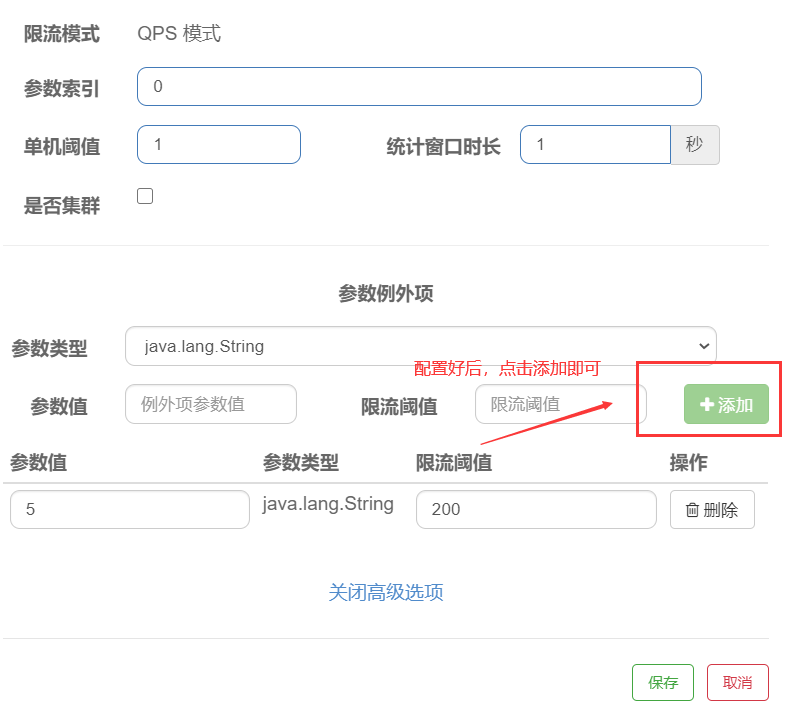 限流模式 QPS 模式
参数索引 0
单机阈值 1 统计窗口时长 1 秒
是否集群
参数例外项
参数类型 java.lang.String
配置好后，点击添加即可
参数值 例外项参数值 限流阈值 限流阈值 添加
参数值 参数类型 限流阈值 操作
5 java.lang.String 200 删除
关闭高级选项
保存 取消